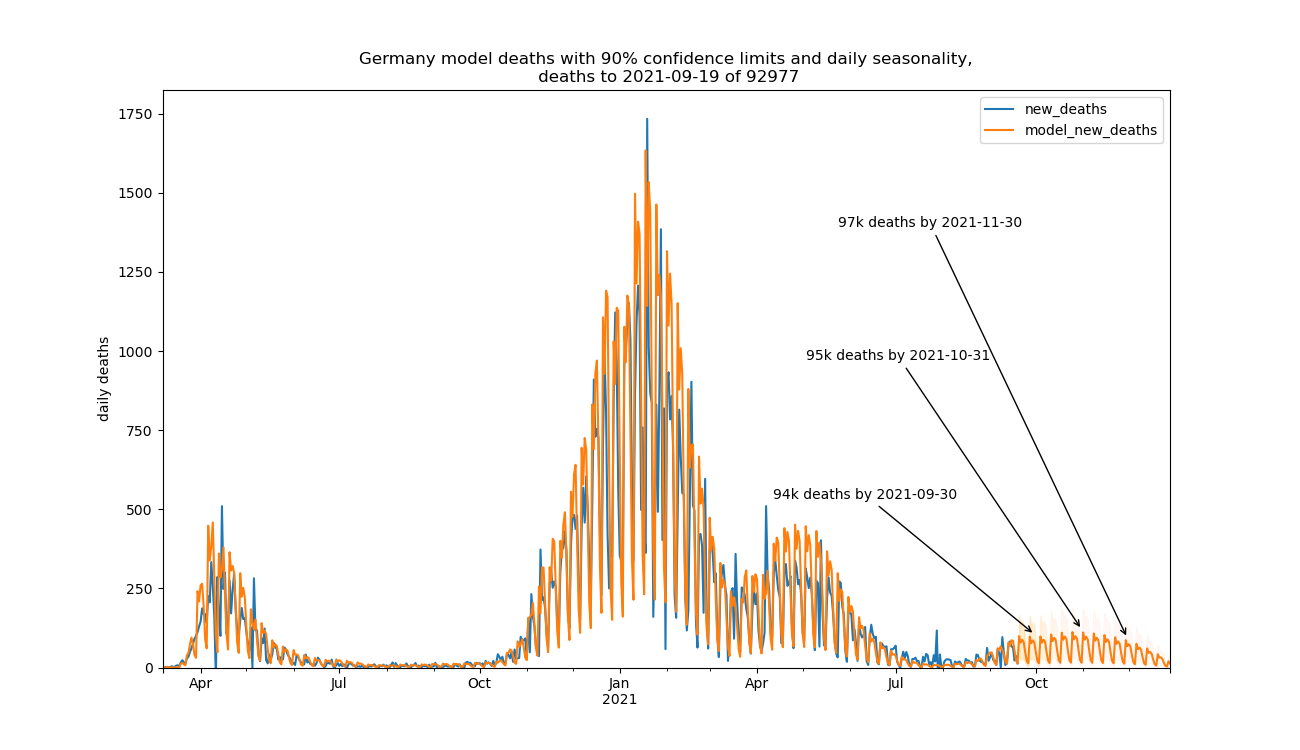 Germany model deaths with 90% confidence limits and daily seasonality,
deaths to 2021-09-19 of 92977
new_deaths
model_new_deaths
1750
1500
1250
1000
750
500
250
0
daily deaths
97k deaths by 2021-11-30
95k deaths by 2021-10-31
94k deaths by 2021-09-30
Apr Jul Oct Jan Apr Jul Oct
2021